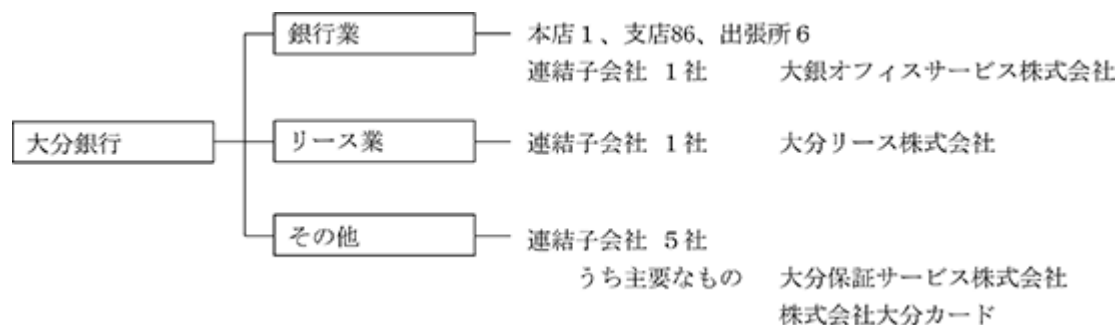 銀行業 本店1、支店86、出張所6
連結子会社 1社 大銀オフィスサービス株式会社
大分銀行 リース業 連結子会社 1社 大分リース株式会社
その他 連結子会社 5社
うち主要なもの 大分保証サービス株式会社
株式会社大分カード